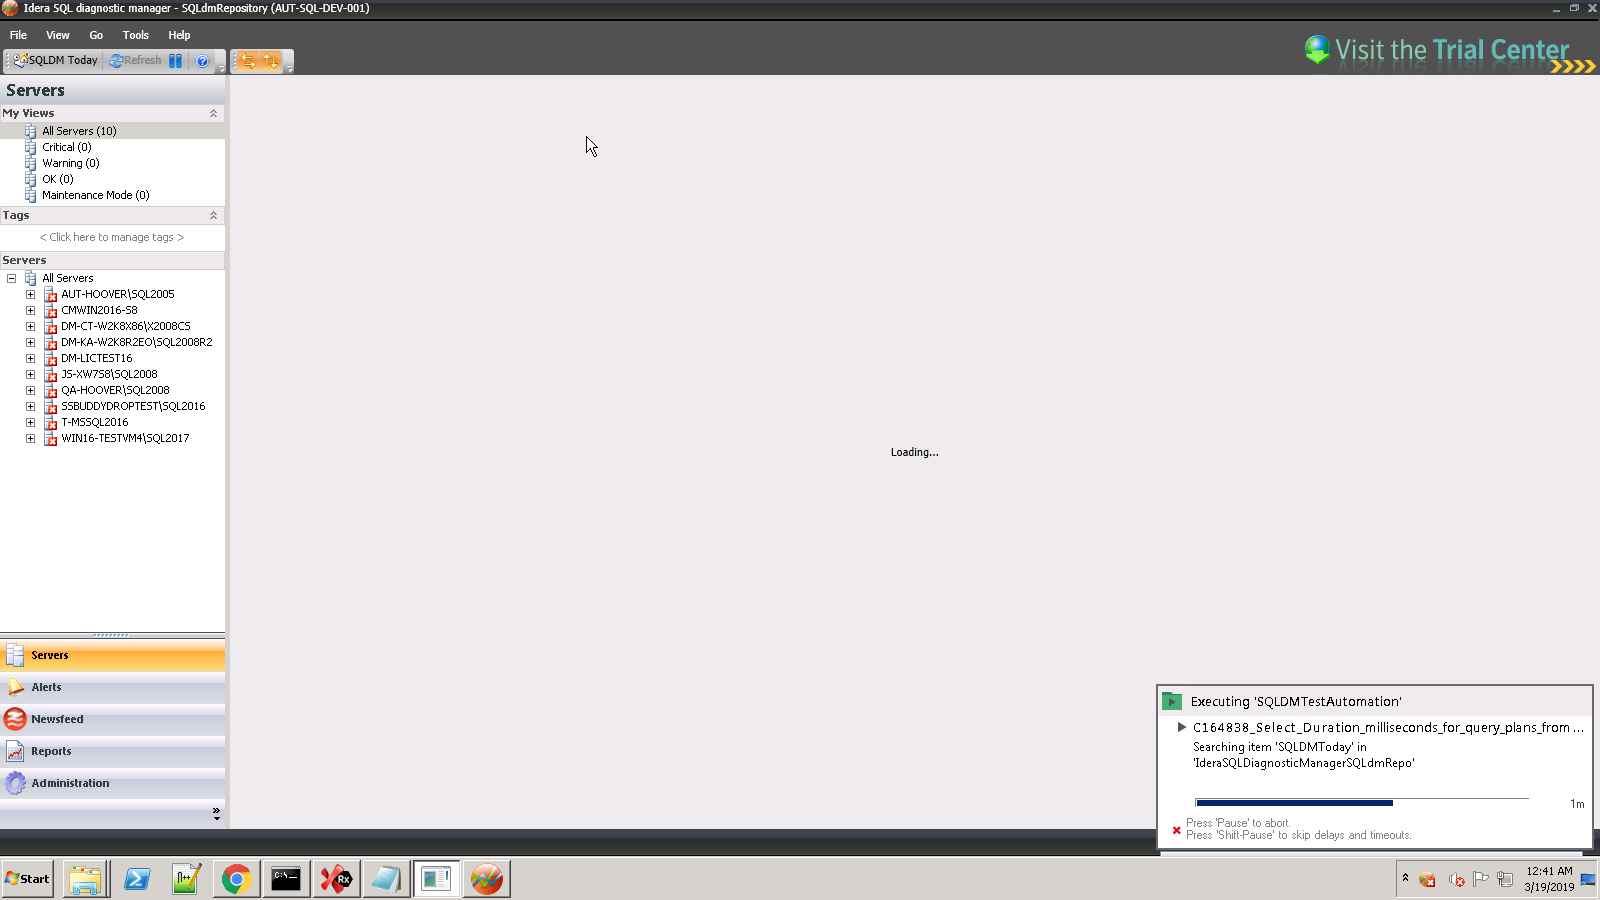 Idera SQL diagnostic manager - SQLdmRepository (AUT-SQL-DEV-001)
File View Go Tools Help
SQLDM Today Refresh
Visit the Trial Center
Servers
My Views
All Servers (10)
Critical (0)
Warning (0)
OK (0)
Maintenance Mode (0)
Tags
< Click here to manage tags >
Servers
All Servers
AUT-HOOVER\SQL2005
CMWIN2016-58
DM-CT-W2K8X86\X2008CS
DM-KA-W2K8R2EO\SQL2008R2
DM-LICTEST16
JS-XW7S8\SQL2008
QA-HOOVER\SQL2008
SSBUDDYDROPTEST\SQL2016
T-MSSQL2016
WIN16-TESTVM4\SQL2017
Loading...
Servers
Alerts
Newsfeed
Reports
Administration
Executing 'SQLDMTestAutomation'
C164838_Select_Duration_milliseconds_for_query_plans_from ...
Searching item 'SQLDMToday' in
'IderaSQLDiagnosticManagerSQLdmRepo'
1m
Press 'Pause' to abort.
Press 'Shift-Pause' to skip delays and timeouts.
Start
12:41 AM
3/19/2019